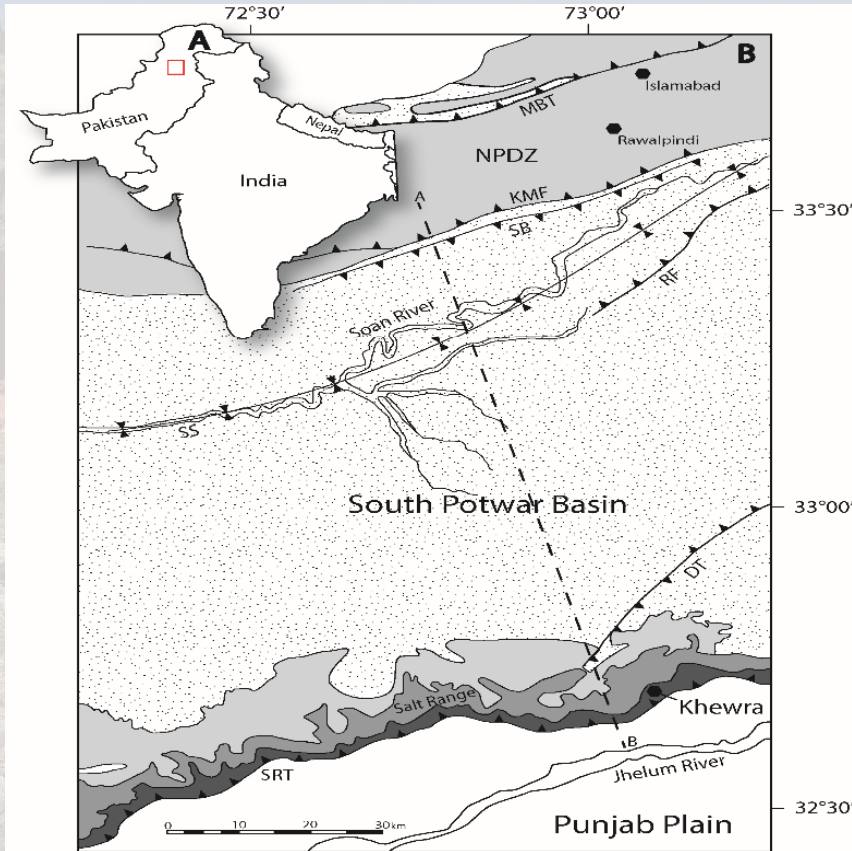 72°30'
73°00'
A
B
Islamabad
MBT
Pakistan
Nepal
Rawalpindi
India
NPDZ
A
KMF
33°30'
SB
RF
Soan River
SS
South Potwar Basin
33°00'
DT
Salt Range
Khewra
SRT
B
Jhelum River
0 10 20 30km
32°30'
Punjab Plain